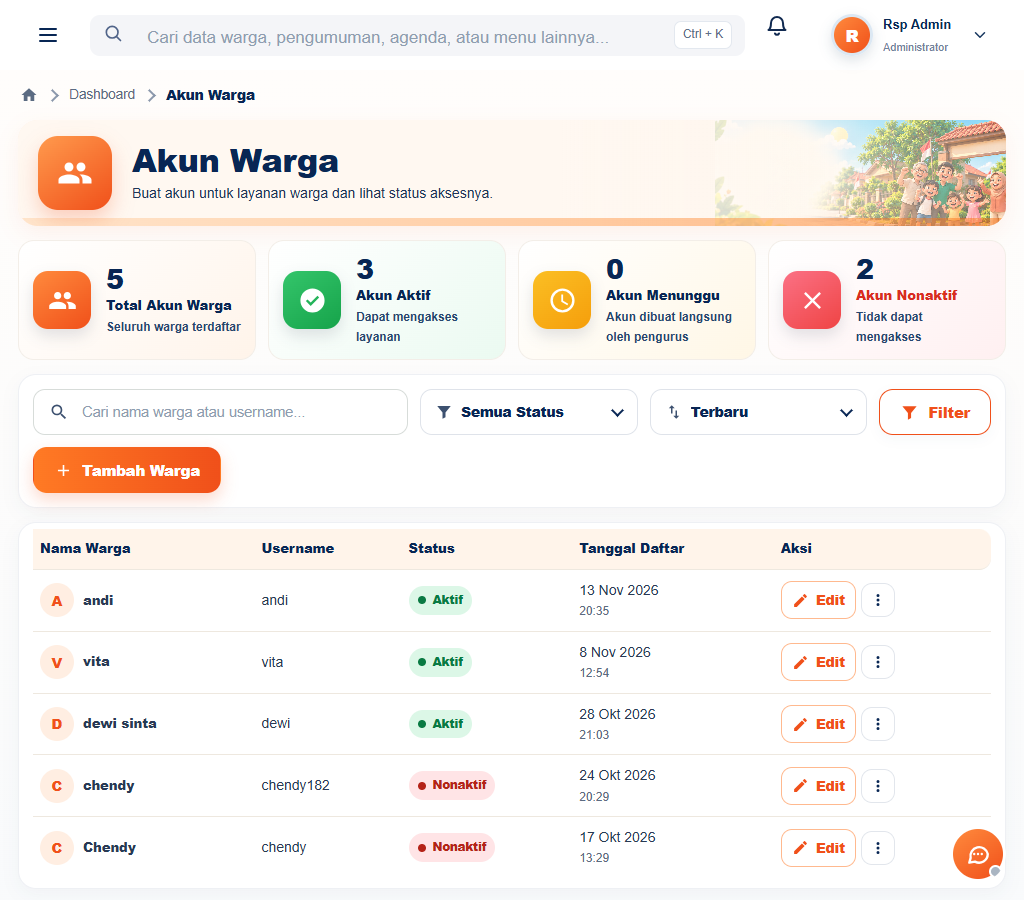 Cari data warga, pengumuman, agenda, atau menu lainnya...
Ctrl + K
R
Rsp Admin
Administrator
Dashboard
Akun Warga
Akun Warga
Buat akun untuk layanan warga dan lihat status aksesnya.
5
Total Akun Warga
Seluruh warga terdaftar
3
Akun Aktif
Dapat mengakses
layanan
0
Akun Menunggu
Akun dibuat langsung
oleh pengurus
2
Akun Nonaktif
Tidak dapat
mengakses
Cari nama warga atau username...
Semua Status
Terbaru
Filter
+ Tambah Warga
Nama Warga Username Status Tanggal Daftar Aksi
A andi andi Aktif 13 Nov 2026 Edit
20:35
V vita vita Aktif 8 Nov 2026 Edit
12:54
D dewi sinta dewi Aktif 28 Okt 2026 Edit
21:03
C chendy chendy182 Nonaktif 24 Okt 2026 Edit
20:29
C Chendy chendy Nonaktif 17 Okt 2026 Edit
13:29